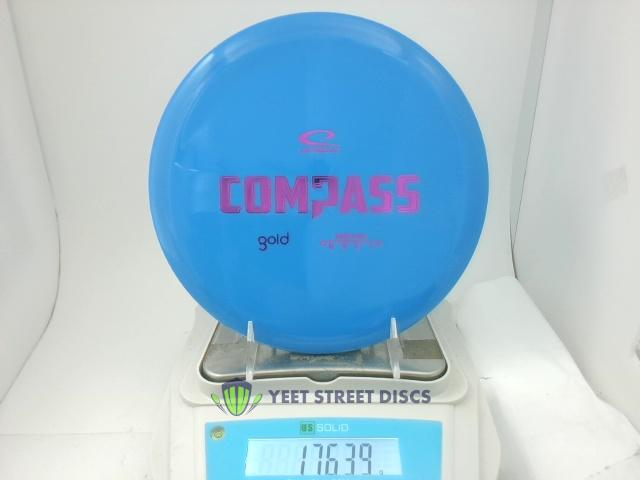 COMPASS
gold
YEET STREET DISCS
US SOLID
176.39 g